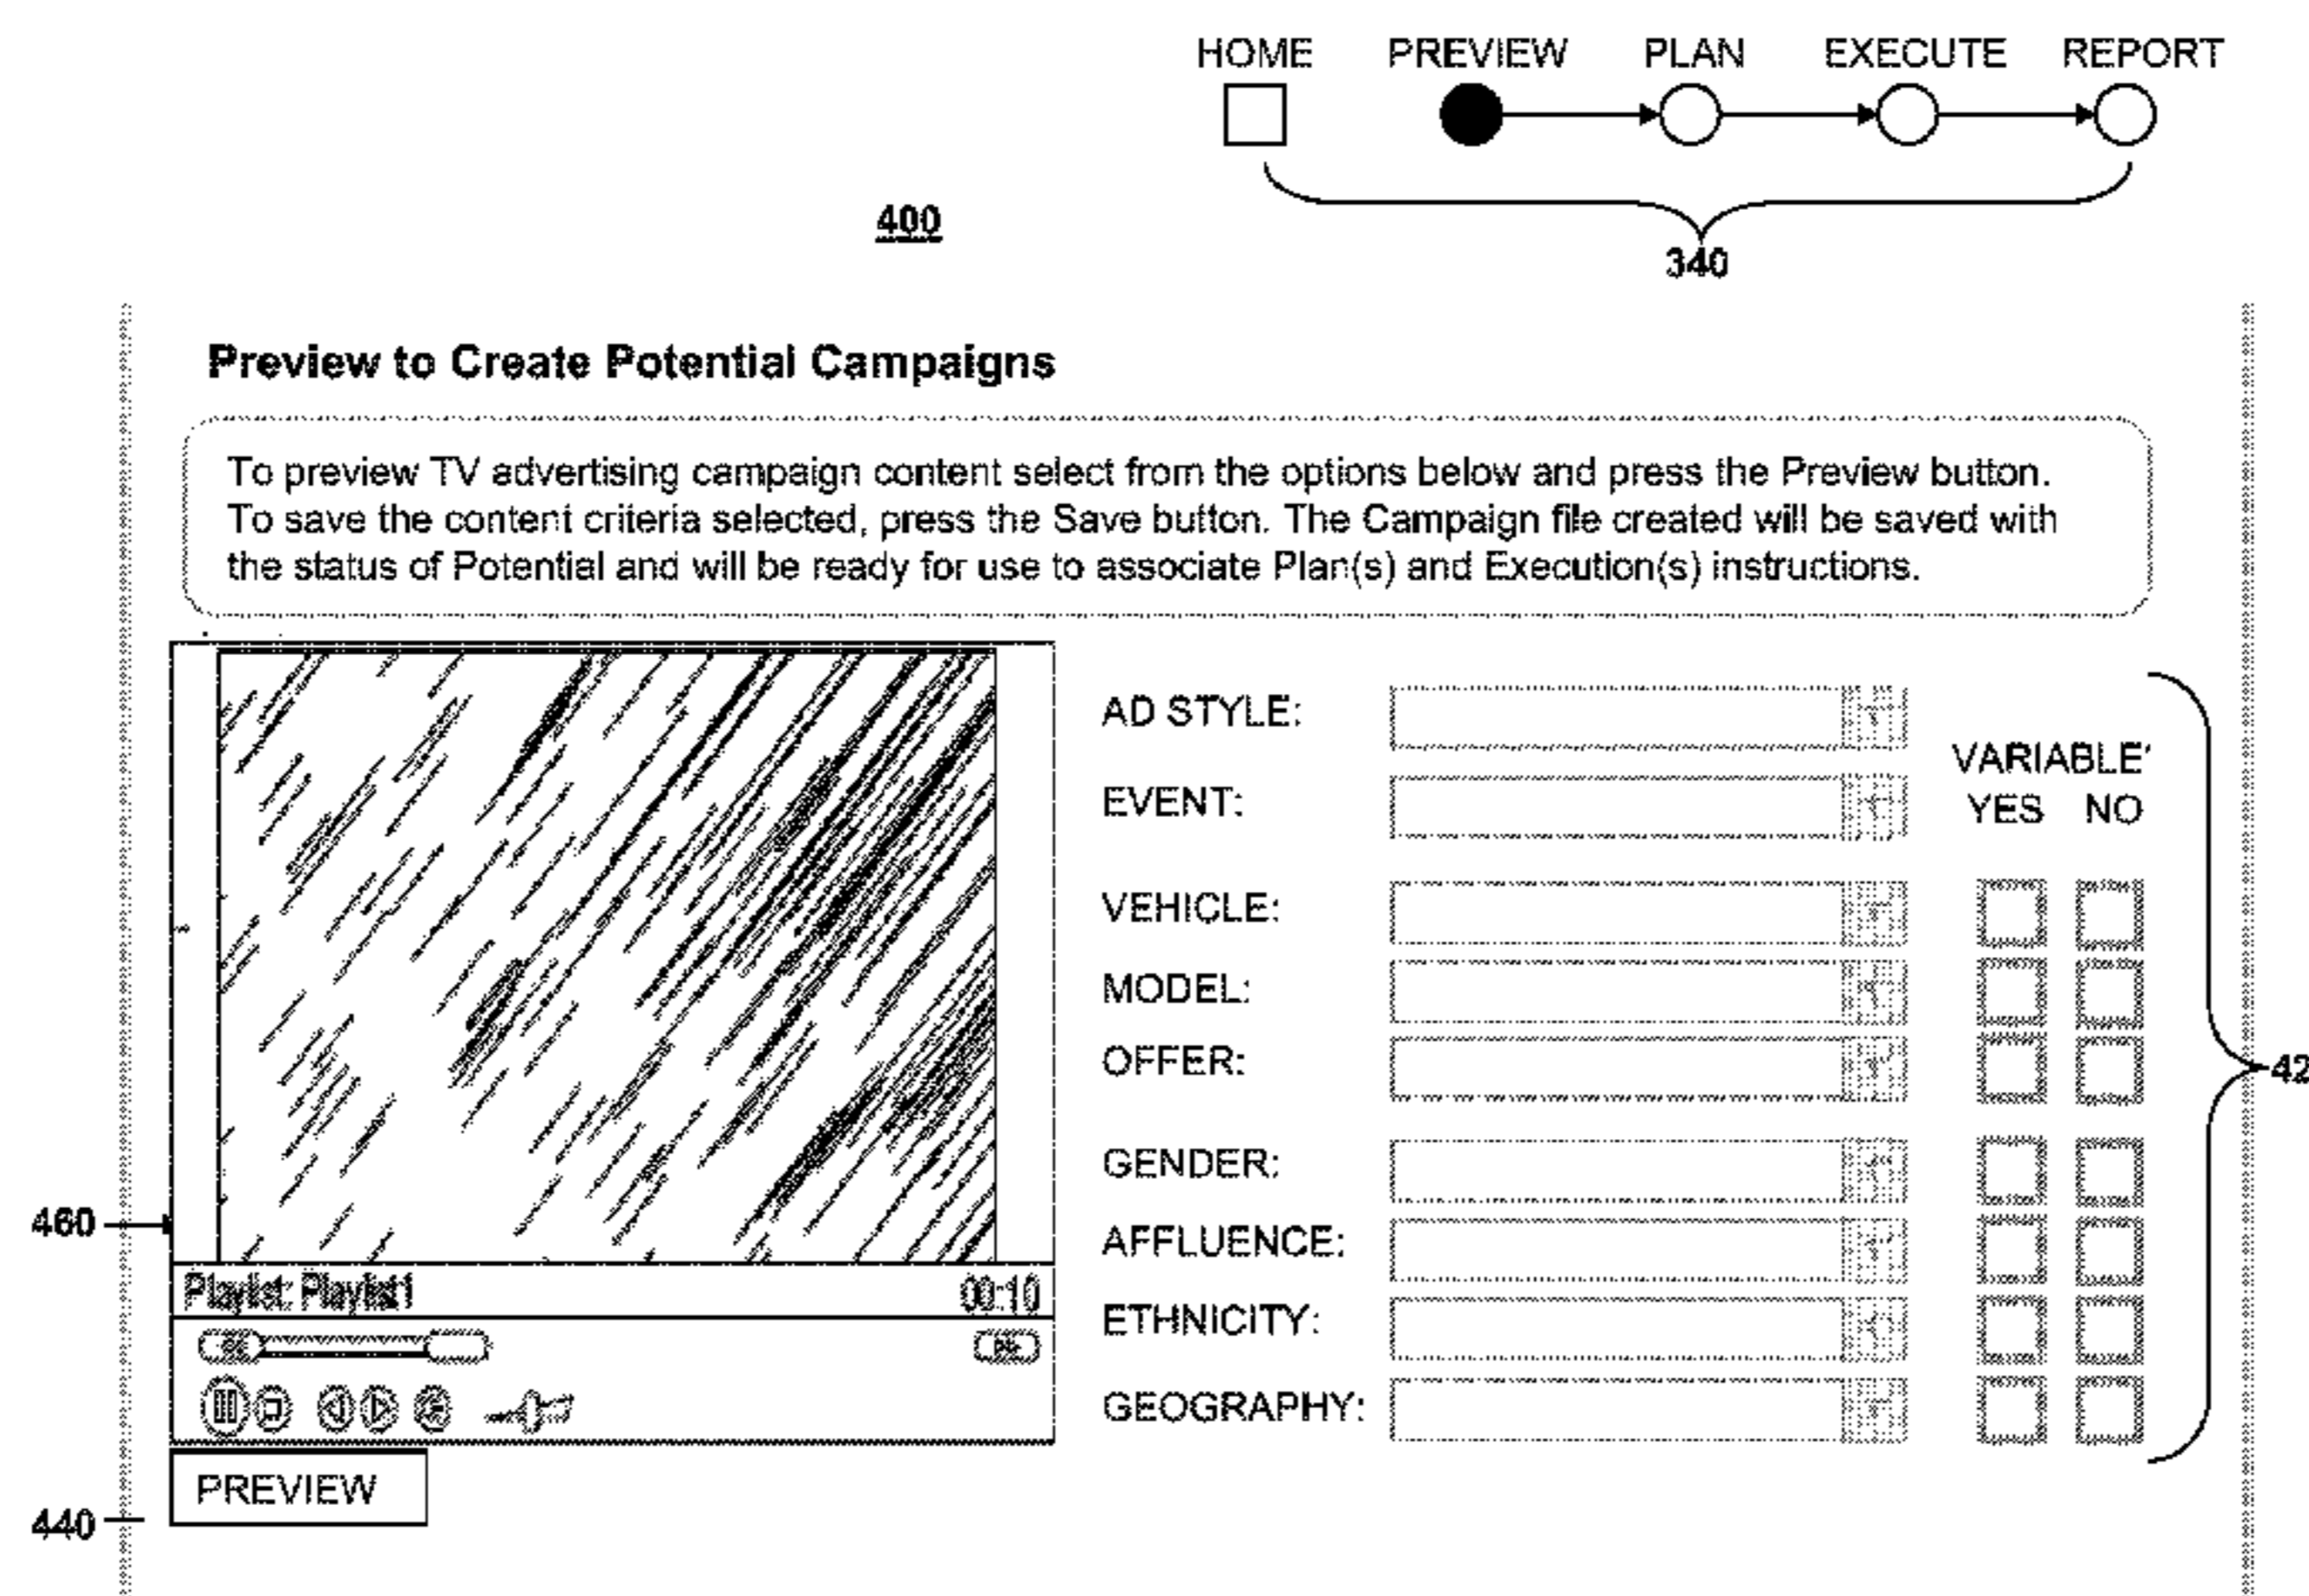 HOME PREVIEW PLAN EXECUTE REPORT
400
340
Preview to Create Potential Campaigns
To preview TV advertising campaign content select from the options below and press the Preview button.
To save the content criteria selected, press the Save button. The Campaign file created will be saved with
the status of Potential and will be ready for use to associate Plan(s) and Execution(s) instructions.
AD STYLE:
VARIABLE'
EVENT:
YES NO
VEHICLE:
MODEL:
OFFER:
42
GENDER:
460
AFFLUENCE:
Playlist: Playlist1 00:10
ETHNICITY:
GEOGRAPHY:
PREVIEW
440